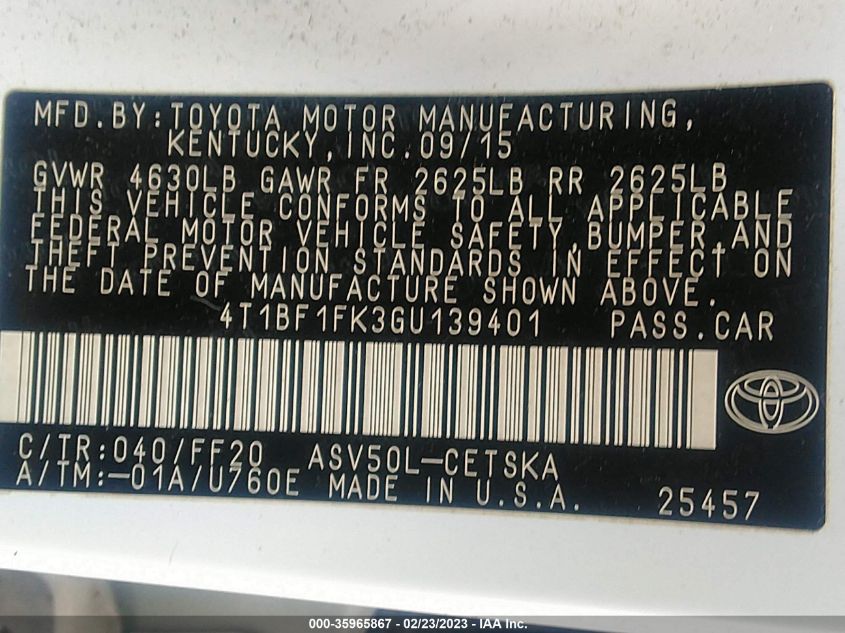 MFD.BY:TOYOTA MOTOR MANUFACTURING,
KENTUCKY,INC.09/15
GVWR 4630LB GAWR FR 2625LB RR 2625LB
THIS VEHICLE CONFORMS TO ALL APPLICABLE
FEDERAL MOTOR VEHICLE SAFETY,BUMPER,AND
THEFT PREVENTION STANDARDS IN EFFECT ON
THE DATE OF MANUFACTURE SHOWN ABOVE.
4T1BF1FK3GU139401 PASS.CAR
C/TR:040/FF20 ASV50L-CETSKA
A/TM:-01A/U760E MADE IN U.S.A. 25457
000-35965867 / 02/23/2023 - IAA Inc.